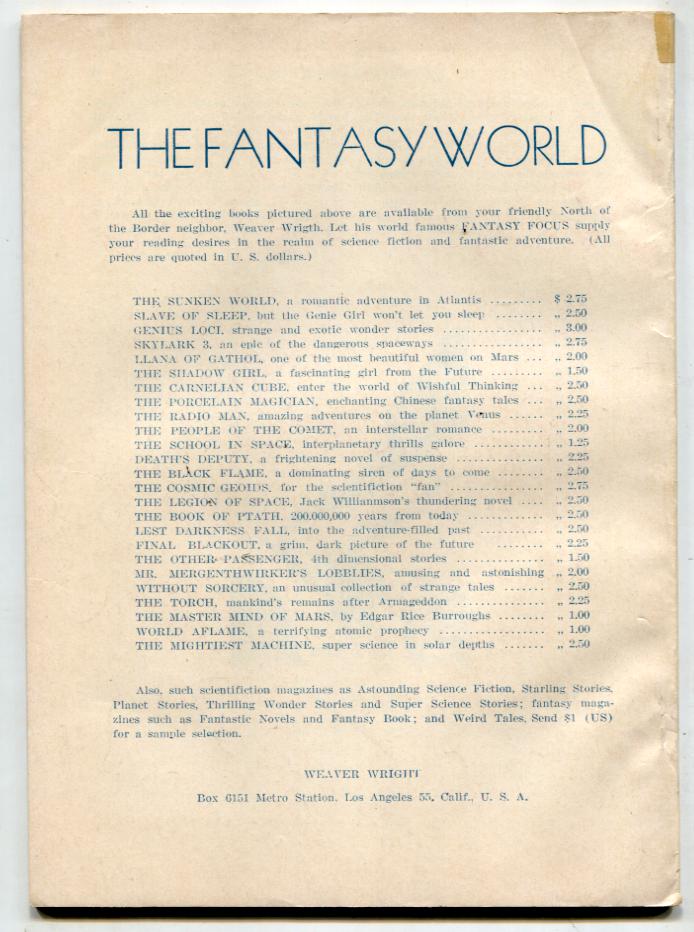 THE FANTASY WORLD
All the exciting books pictured above are available from your friendly North of
the Border neighbor, Weaver Wrigth. Let his world famous FANTASY FOCUS supply
your reading desires in the realm of science fiction and fantastic adventure. (All
prices are quoted in U. S. dollars.)
THE SUNKEN WORLD, a romantic adventure in Atlantis ......... $ 2.75
SLAVE OF SLEEP, but the Genie Girl won't let you sleep ......... „ 2.50
GENIUS LOCI, strange and exotic wonder stories ................ „ 3.00
SKYLARK 3, an epic of the dangerous spaceways ................ „ 2.75
LLANA OF GATHOL, one of the most beautiful women on Mars ... „ 2.00
THE SHADOW GIRL, a fascinating girl from the Future .......... „ 1.50
THE CARNELIAN CUBE, enter the world of Wishful Thinking ... „ 2.50
THE PORCELAIN MAGICIAN, enchanting Chinese fantasy tales ... „ 2.50
THE RADIO MAN, amazing adventures on the planet Venus ...... „ 2.25
THE PEOPLE OF THE COMET, an interstellar romance .......... „ 2.00
THE SCHOOL IN SPACE, interplanetary thrills galore ............ „ 1.25
DEATH'S DEPUTY, a frightening novel of suspense .............. „ 2.25
THE BLACK FLAME, a dominating siren of days to come ........ „ 2.50
THE COSMIC GEOIDS, for the scientifiction "fan" ................ „ 2.75
THE LEGION OF SPACE, Jack Willianmson's thundering novel .... „ 2.50
THE BOOK OF PTATH, 200.000,000 years from today ............. „ 2.50
LEST DARKNESS FALL, into the adventure-filled past .......... „ 2.50
FINAL BLACKOUT, a grim, dark picture of the future .......... „ 2.25
THE OTHER PASSENGER, 4th dimensional stories ................ „ 1.50
MR. MERGENTHWIRKER'S LOBBLIES, amusing and astonishing „ 2.00
WITHOUT SORCERY, an unusual collection of strange tales ...... „ 2.50
THE TORCH, mankind's remains after Armageddon .............. „ 2.25
THE MASTER MIND OF MARS, by Edgar Rice Burroughs ........ „ 1.00
WORLD AFLAME, a terrifying atomic prophecy .................. „ 1.00
THE MIGHTIEST MACHINE, super science in solar depths ....... „ 2.50
Also, such scientifiction magazines as Astounding Science Fiction, Starling Stories,
Planet Stories, Thrilling Wonder Stories and Super Science Stories; fantasy maga-
zines such as Fantastic Novels and Fantasy Book; and Weird Tales, Send $1 (US)
for a sample selection.
WEAVER WRIGHT
Box 6151 Metro Station. Los Angeles 55, Calif., U. S. A.